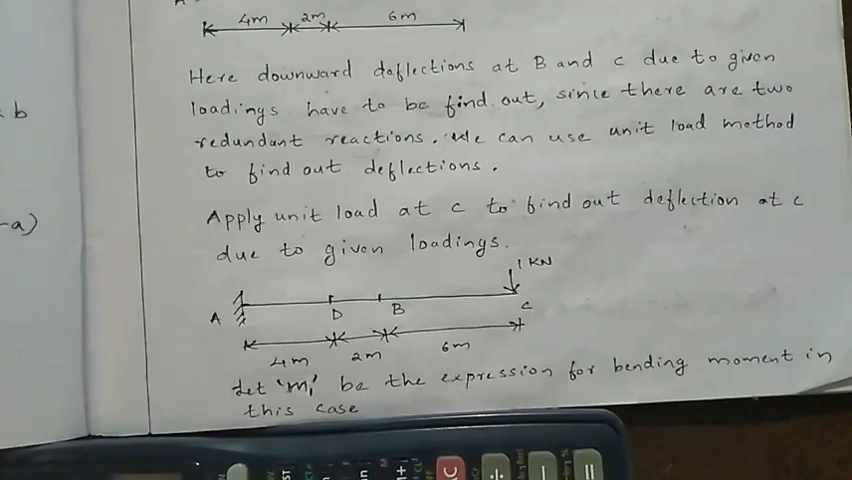 4m 2m 6m
Here downward deflections at B and c due to given
b
loadings have to be find out, since there are two
redundant reactions. We can use unit load method
to find out deflections.
-a)
Apply unit load at c to find out deflection at c
due to given loadings.
1 KN
A D B C
4m 2m 6m
Let 'm1' be the expression for bending moment in
this case